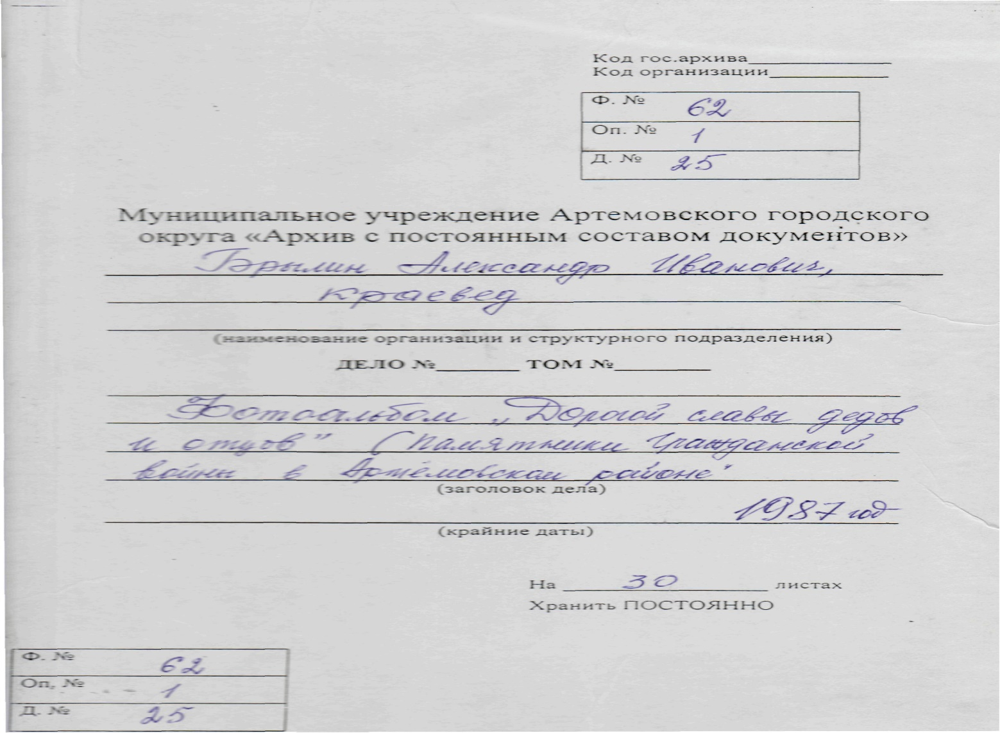 Код гос.архива
Код организации
Ф. № 62
Оп. № 1
Д. № 25
Муниципальное учреждение Артемовского городского
округа «Архив с постоянным составом документов»
Брылин Александр Иванович,
краевед
(наименование организации и структурного подразделения)
ДЕЛО №________ ТОМ №_________
Фотоальбом „Дорогой славы дедов
и отцов" (Памятники Гражданской
войны в Артёмовском районе"
(заголовок дела)
1987 год
(крайние даты)
На 30 листах
Хранить ПОСТОЯННО
Ф. № 62
Оп, № 1
Д. № 25